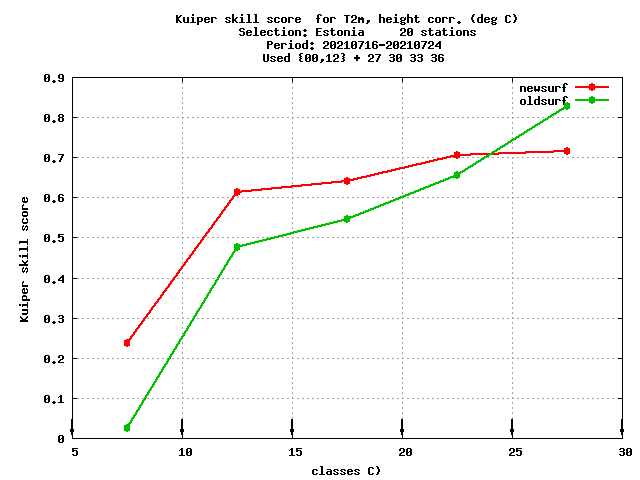 Kuiper skill score  for T2m, height corr. (deg C)
Selection: Estonia     20 stations
Period: 20210716-20210724
Used {00,12} + 27 30 33 36
newsurf
oldsurf
0.9
0.8
0.7
0.6
0.5
0.4
0.3
0.2
0.1
0
Kuiper skill score
5 10 15 20 25 30
classes C)